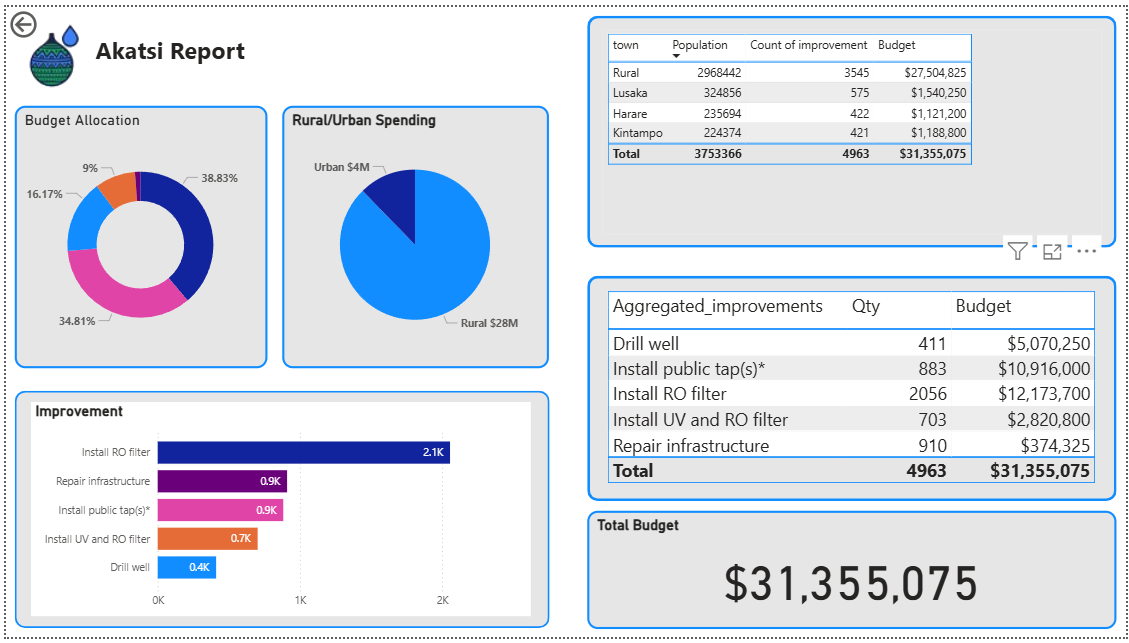 Akatsi Report
Budget Allocation
9%
38.83%
16.17%
34.81%
Rural/Urban Spending
Urban $4M
Rural $28M
Improvement
Install RO filter 2.1K
Repair infrastructure 0.9K
Install public tap(s)* 0.9K
Install UV and RO filter 0.7K
Drill well 0.4K
0K 1K 2K
town Population Count of improvement Budget
Rural 2968442 3545 $27,504,825
Lusaka 324856 575 $1,540,250
Harare 235694 422 $1,121,200
Kintampo 224374 421 $1,188,800
Total 3753366 4963 $31,355,075
Aggregated_improvements Qty Budget
Drill well 411 $5,070,250
Install public tap(s)* 883 $10,916,000
Install RO filter 2056 $12,173,700
Install UV and RO filter 703 $2,820,800
Repair infrastructure 910 $374,325
Total 4963 $31,355,075
Total Budget
$31,355,075